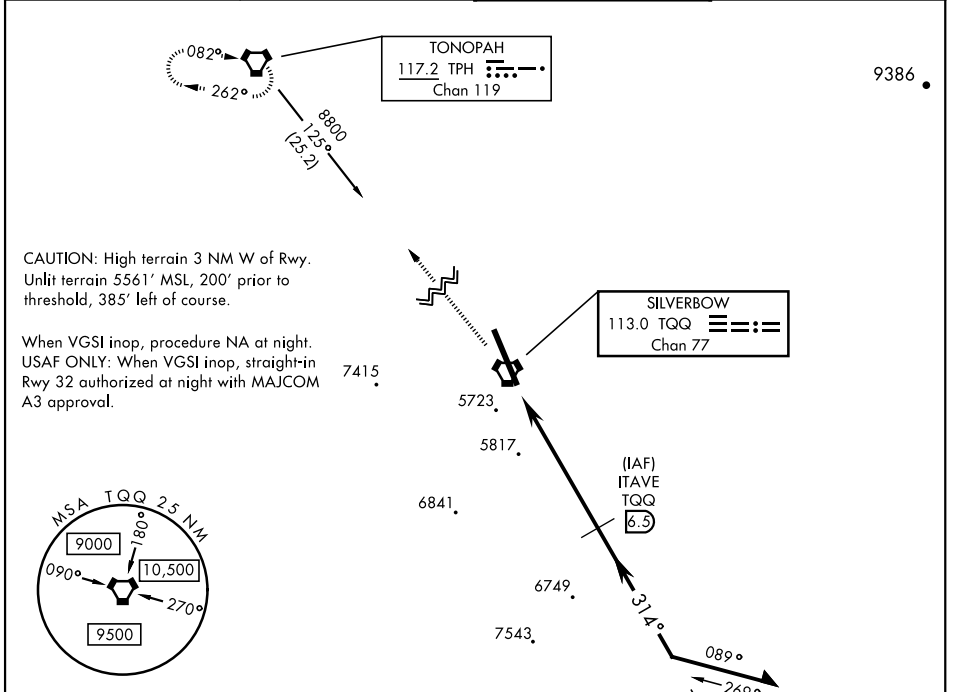 TONOPAH
117.2 TPH
Chan 119
082°
262°
8800
125°
(25.2)
9386
CAUTION: High terrain 3 NM W of Rwy.
Unlit terrain 5561' MSL, 200' prior to
threshold, 385' left of course.
When VGSI inop, procedure NA at night.
USAF ONLY: When VGSI inop, straight-in
Rwy 32 authorized at night with MAJCOM
A3 approval.
SILVERBOW
113.0 TQQ
Chan 77
7415
5723
5817
6841
(IAF)
ITAVE
TQQ
6.5
6749
7543
314°
089°
269°
MSA TQQ 25 NM
9000
180°
090°
10,500
270°
9500